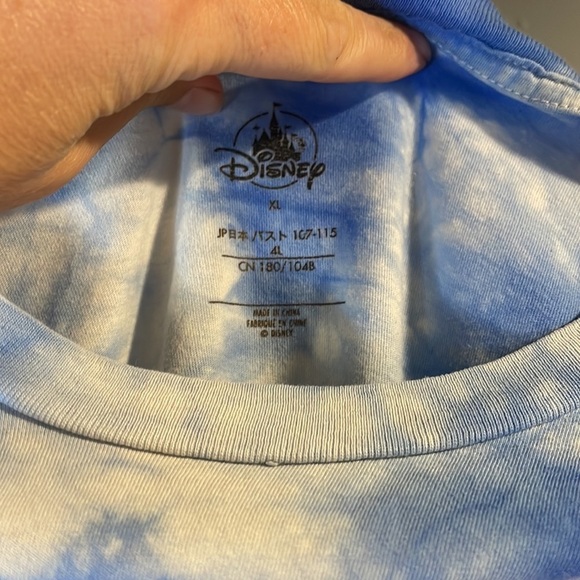 Disney
XL
JP日本 バスト 107-115
4L
CN 180/104B
MADE IN CHINA
FABRIQUÉ EN CHINE
© DISNEY